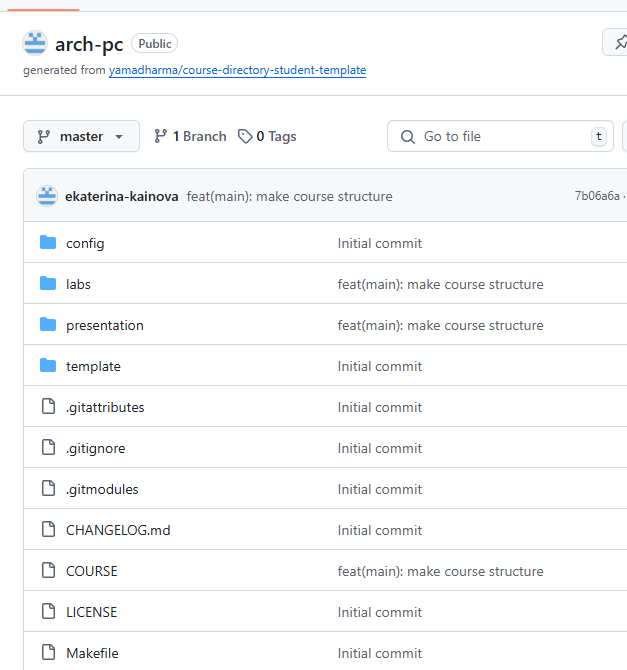 arch-pc Public
generated from yamadharma/course-directory-student-template
master 1 Branch 0 Tags Go to file t
ekaterina-kainova feat(main): make course structure 7b06a6a ·
config Initial commit
labs feat(main): make course structure
presentation feat(main): make course structure
template Initial commit
.gitattributes Initial commit
.gitignore Initial commit
.gitmodules Initial commit
CHANGELOG.md Initial commit
COURSE feat(main): make course structure
LICENSE Initial commit
Makefile Initial commit